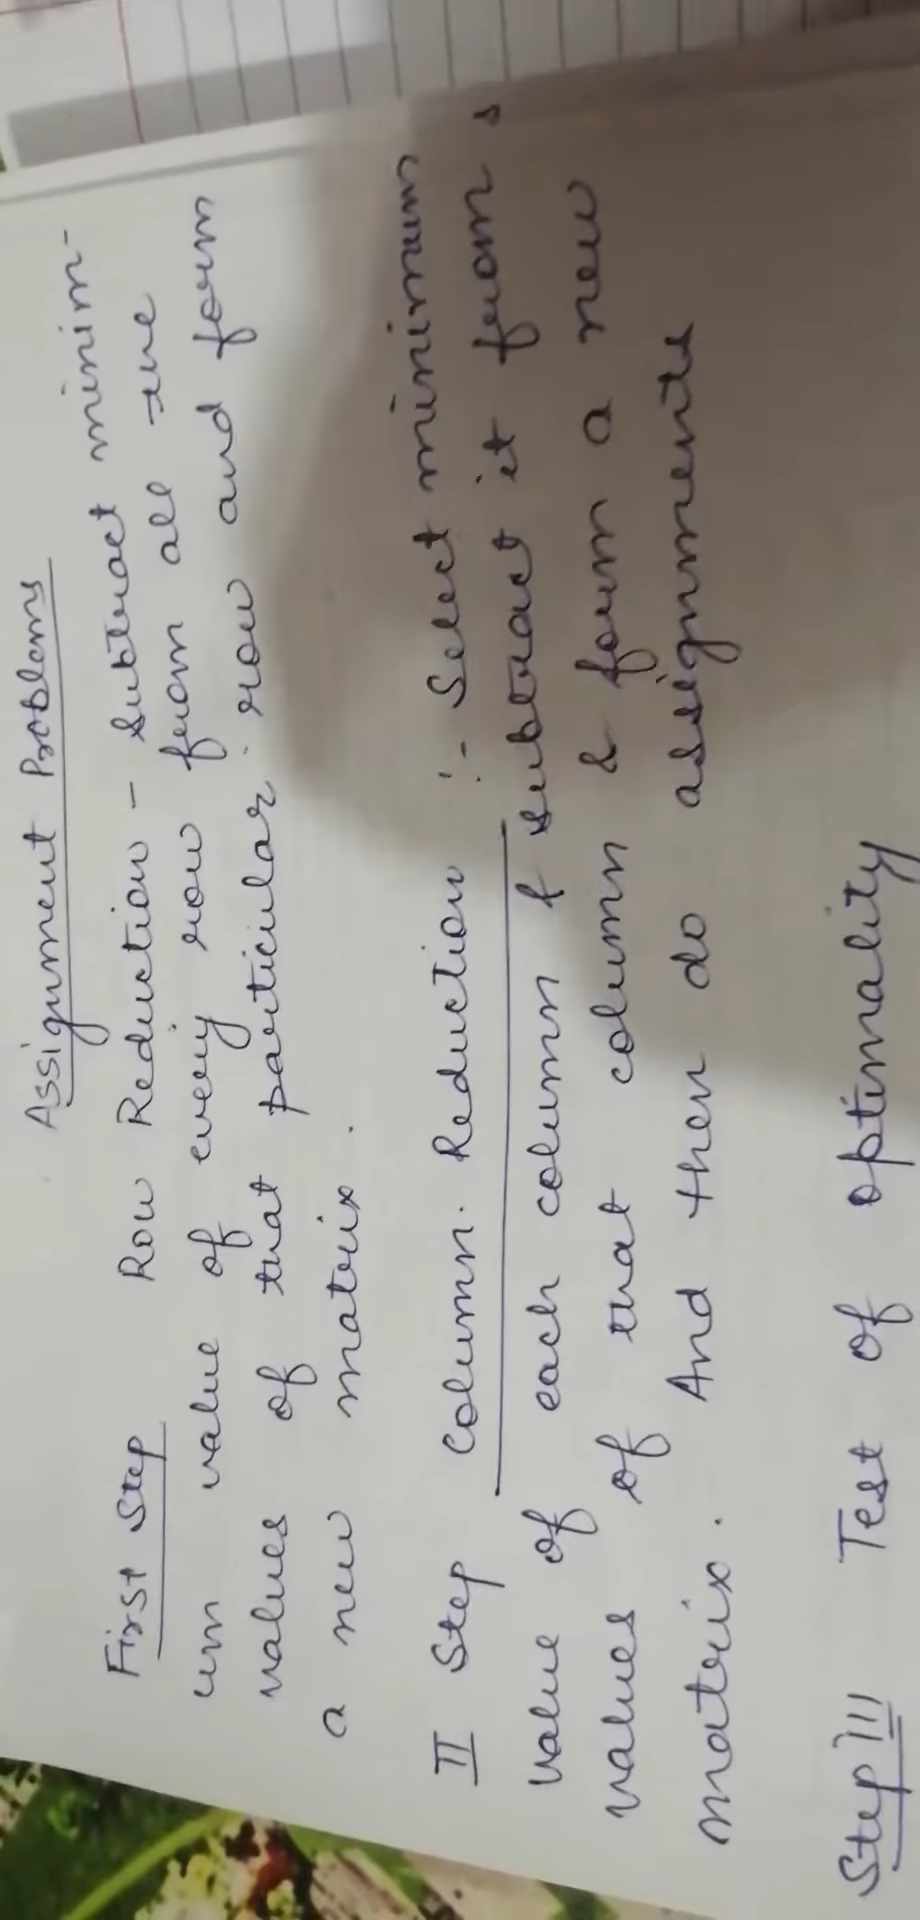 Assignment Problems
First Step Row Reduction - Subtract minim-
um value of every row from all the
values of that particular row and form
a new matrix.
II Step Column Reduction :- Select minimum
value of each column & subtract it from s
values of that column & form a new
matrix. And then do assignments
Step III Test of optimality